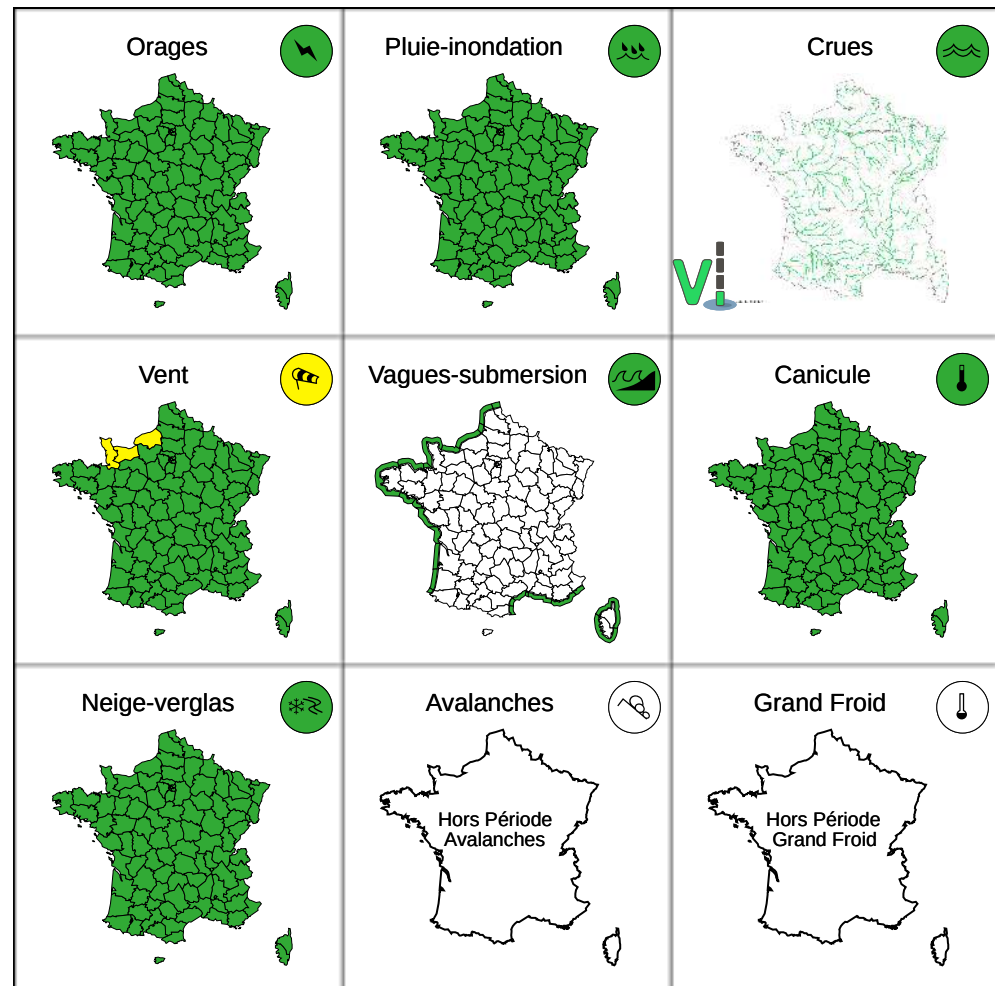 Orages
Pluie-inondation
Crues
Vi
Vent
Vagues-submersion
Canicule
Neige-verglas
Avalanches
Hors Période
Avalanches
Grand Froid
Hors Période
Grand Froid